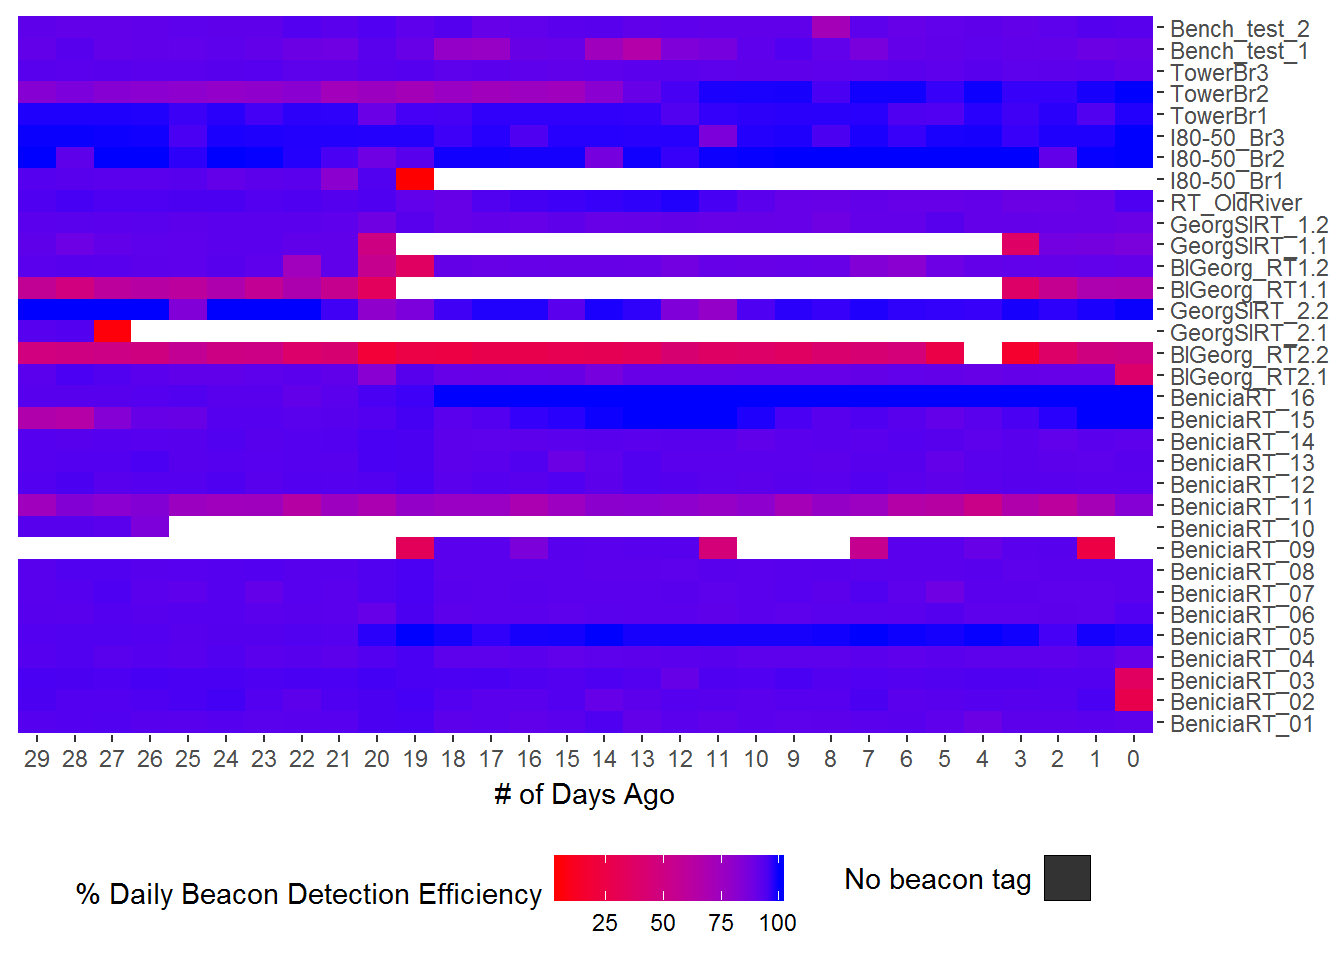 Bench_test_2
Bench_test_1
TowerBr3
TowerBr2
TowerBr1
I80-50_Br3
I80-50_Br2
I80-50_Br1
RT_OldRiver
GeorgSlRT_1.2
GeorgSlRT_1.1
BlGeorg_RT1.2
BlGeorg_RT1.1
GeorgSlRT_2.2
GeorgSlRT_2.1
BlGeorg_RT2.2
BlGeorg_RT2.1
BeniciaRT_16
BeniciaRT_15
BeniciaRT_14
BeniciaRT_13
BeniciaRT_12
BeniciaRT_11
BeniciaRT_10
BeniciaRT_09
BeniciaRT_08
BeniciaRT_07
BeniciaRT_06
BeniciaRT_05
BeniciaRT_04
BeniciaRT_03
BeniciaRT_02
BeniciaRT_01
29 28 27 26 25 24 23 22 21 20 19 18 17 16 15 14 13 12 11 10 9 8 7 6 5 4 3 2 1 0
# of Days Ago
% Daily Beacon Detection Efficiency
25 50 75 100
No beacon tag